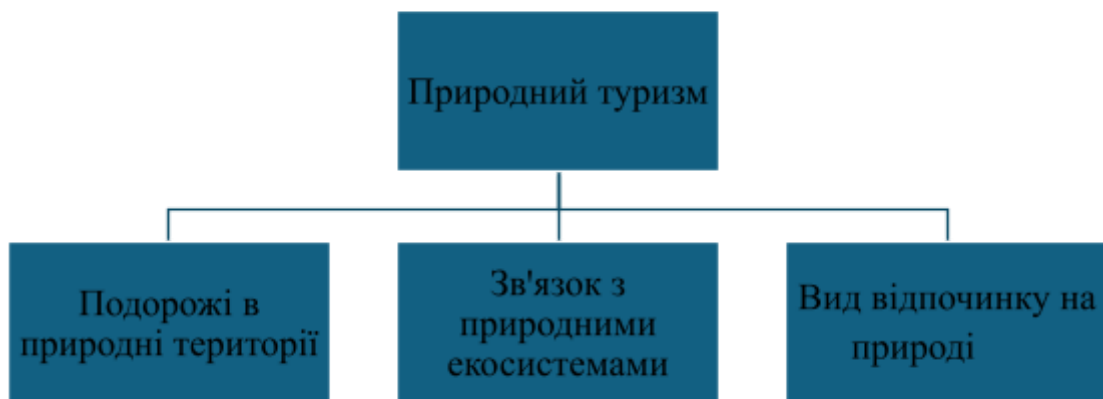 Природний туризм
Подорожі в
природні території
Зв'язок з
природними
екосистемами
Вид відпочинку на
природі